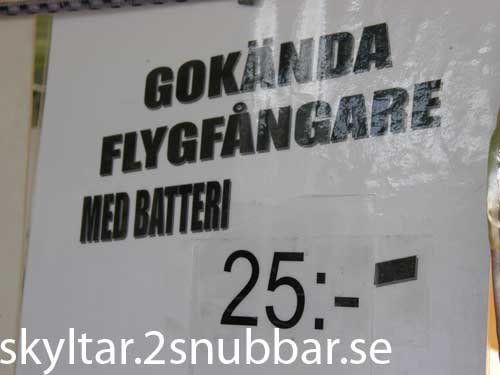 GOKÄNDA
FLYGFÅNGARE
MED BATTERI
25:-
skyltar.2snubbar.se